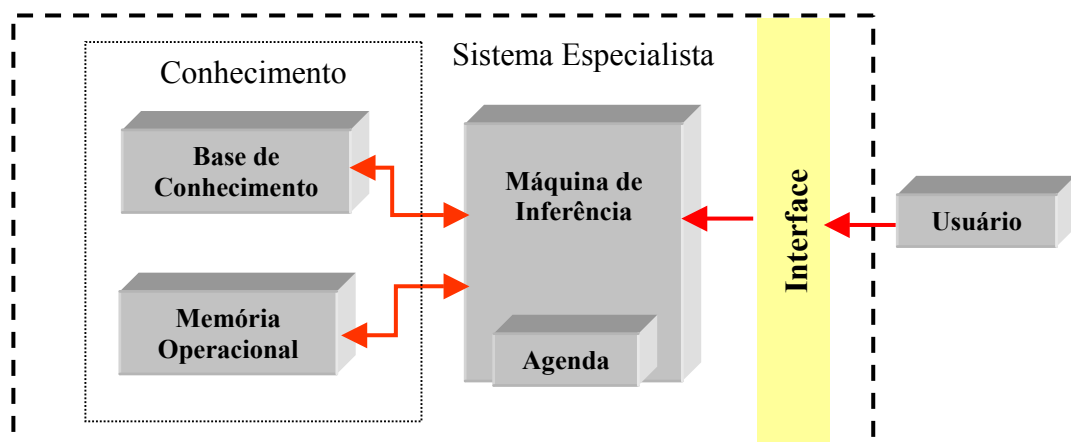 Sistema Especialista
Conhecimento
Base de
Conhecimento
Máquina de
Inferência
Interface
Usuário
Memória
Operacional
Agenda